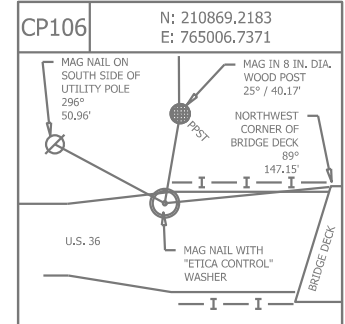 CP106
N: 210869.2183
E: 765006.7371
MAG NAIL ON
SOUTH SIDE OF
UTILITY POLE
296°
50.96'
MAG IN 8 IN. DIA.
WOOD POST
25° / 40.17'
PPST
NORTHWEST
CORNER OF
BRIDGE DECK
89°
147.15'
U.S. 36
MAG NAIL WITH
"ETICA CONTROL"
WASHER
BRIDGE DECK